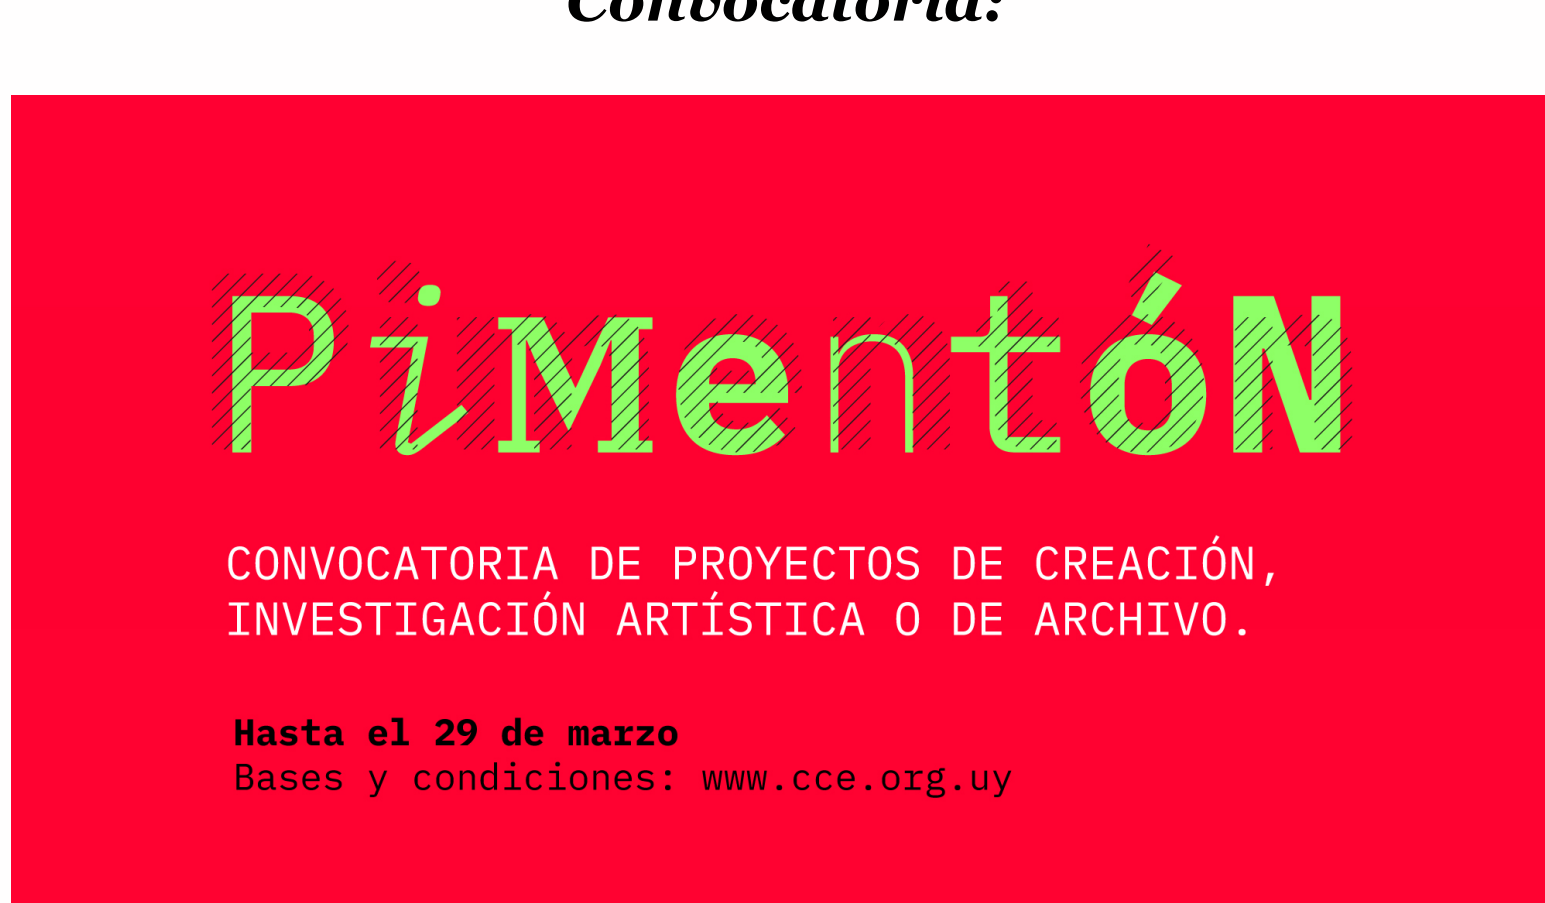 Convocatoria:
PiMentóN
CONVOCATORIA DE PROYECTOS DE CREACIÓN,
INVESTIGACIÓN ARTÍSTICA O DE ARCHIVO.
Hasta el 29 de marzo
Bases y condiciones: www.cce.org.uy